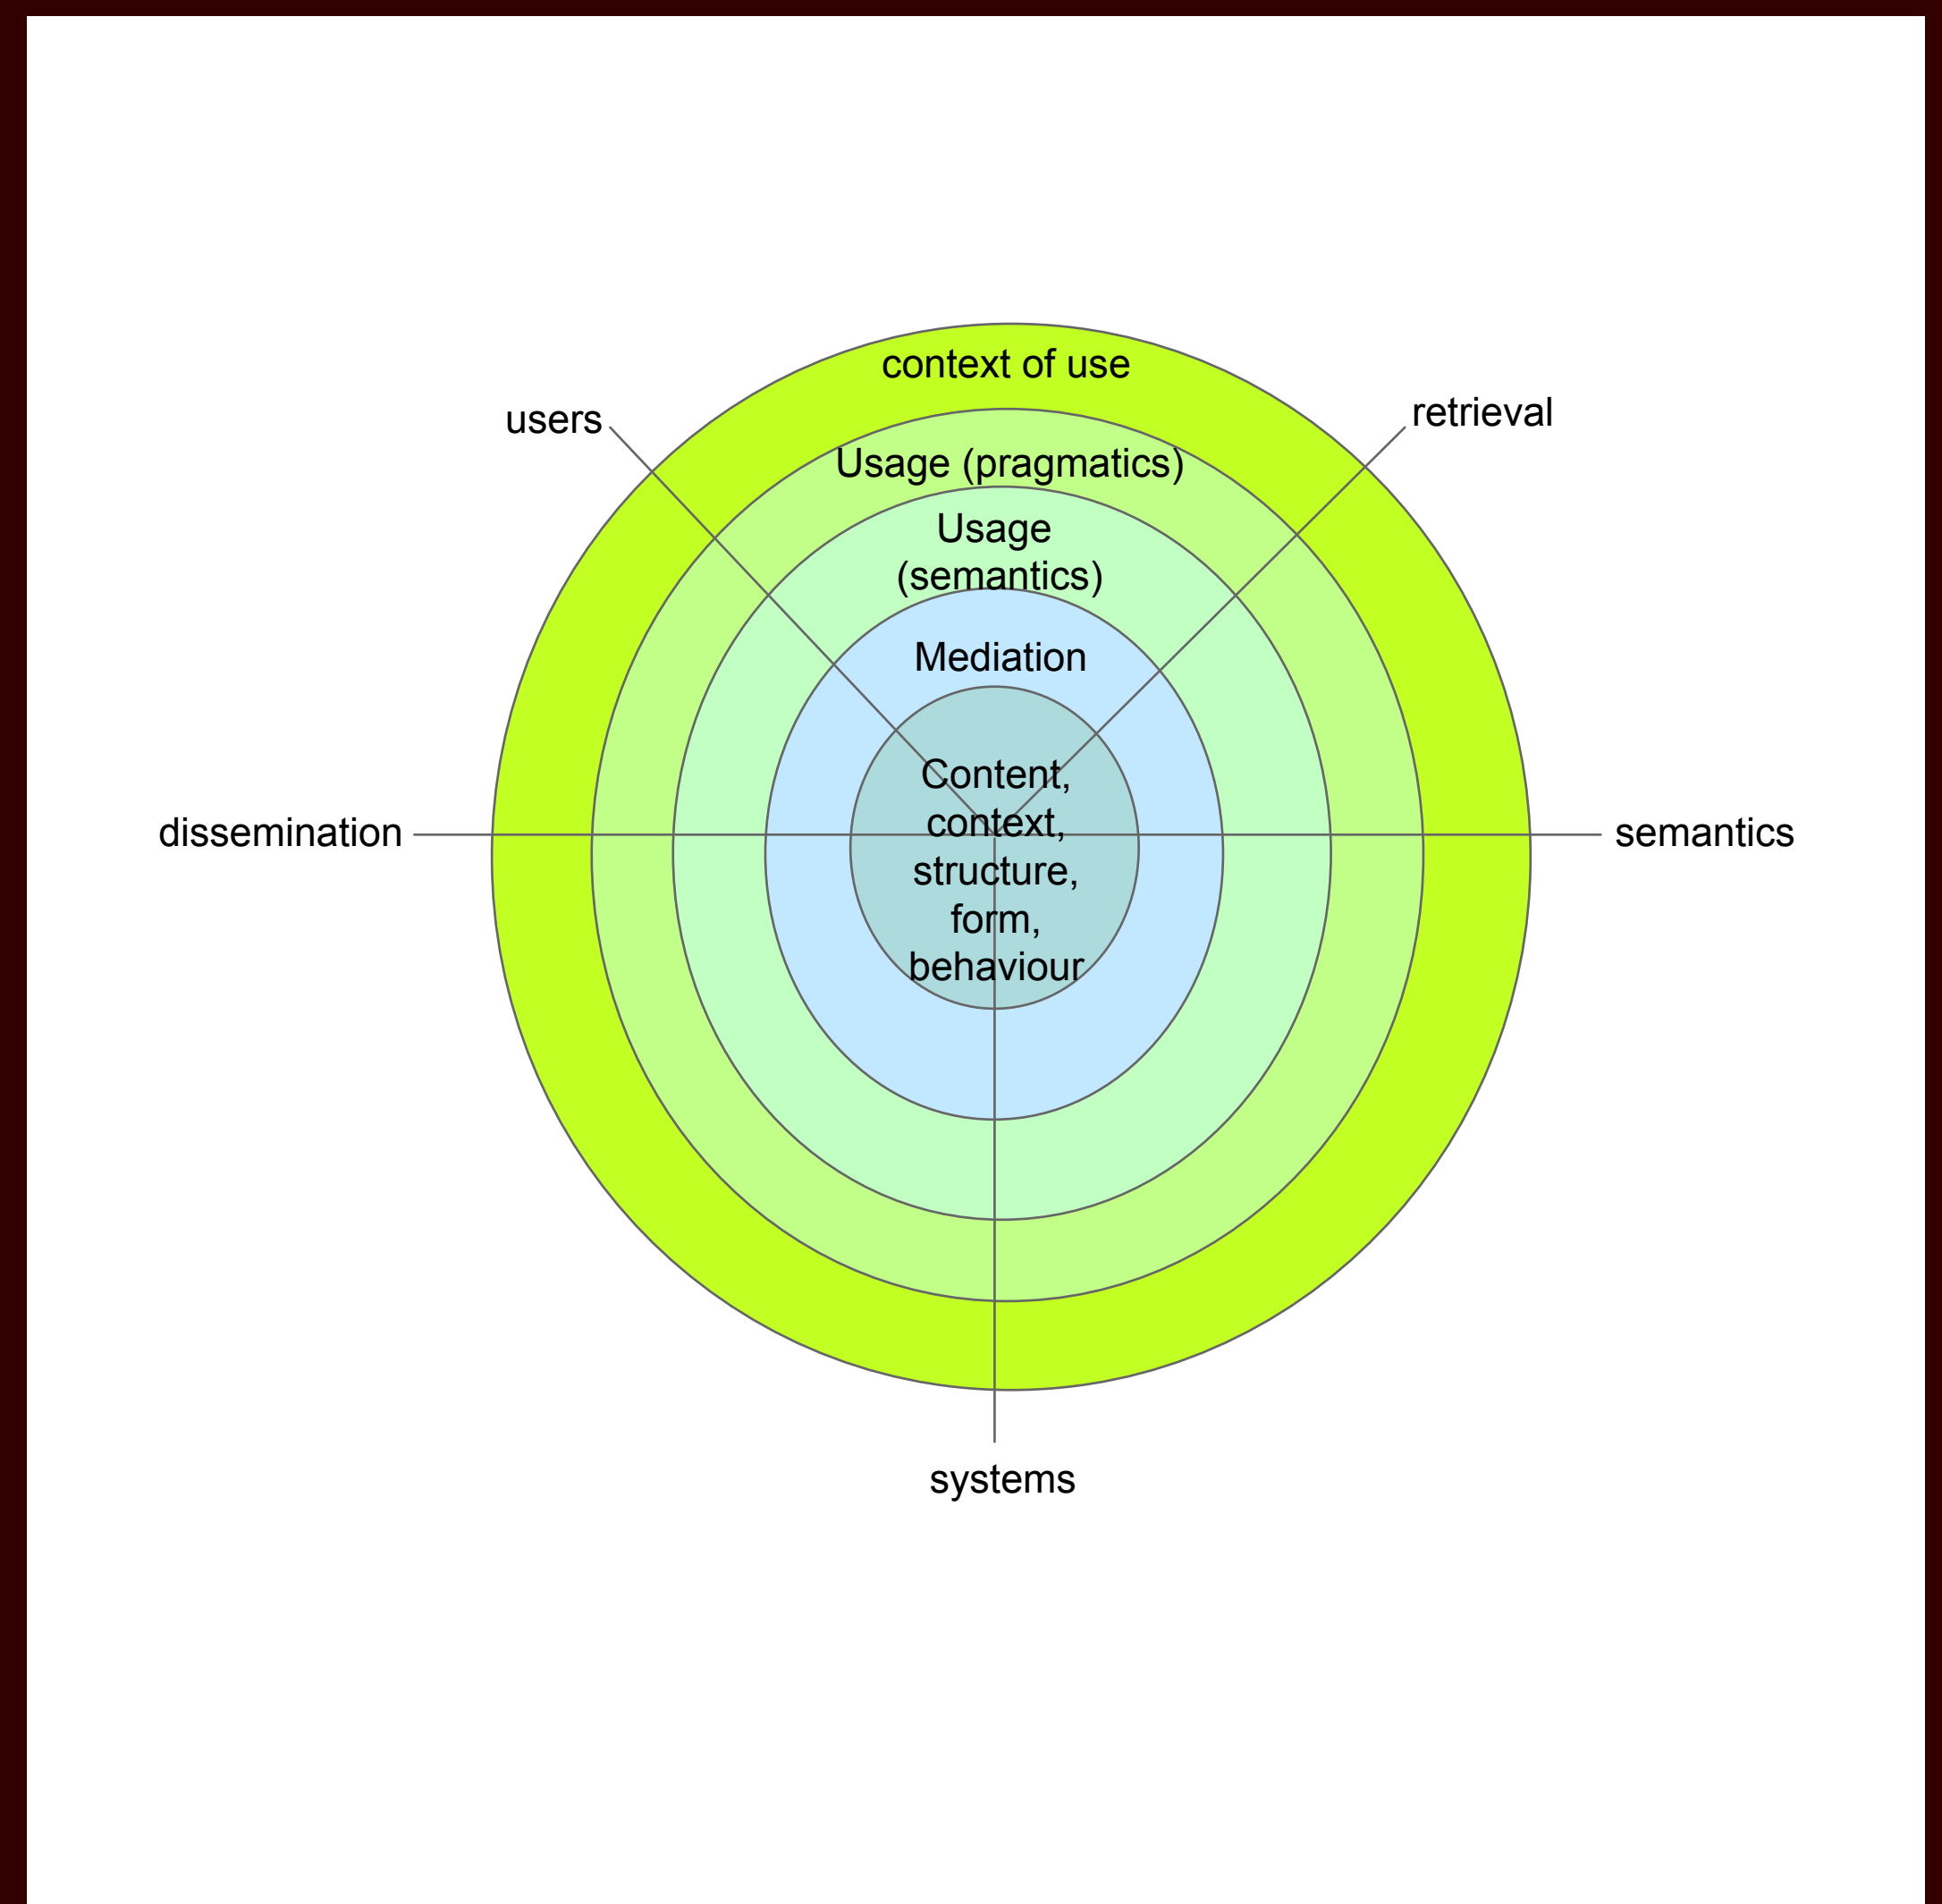 context of use
users
retrieval
Usage (pragmatics)
Usage
(semantics)
Mediation
Content,
context,
structure,
form,
behaviour
dissemination
semantics
systems